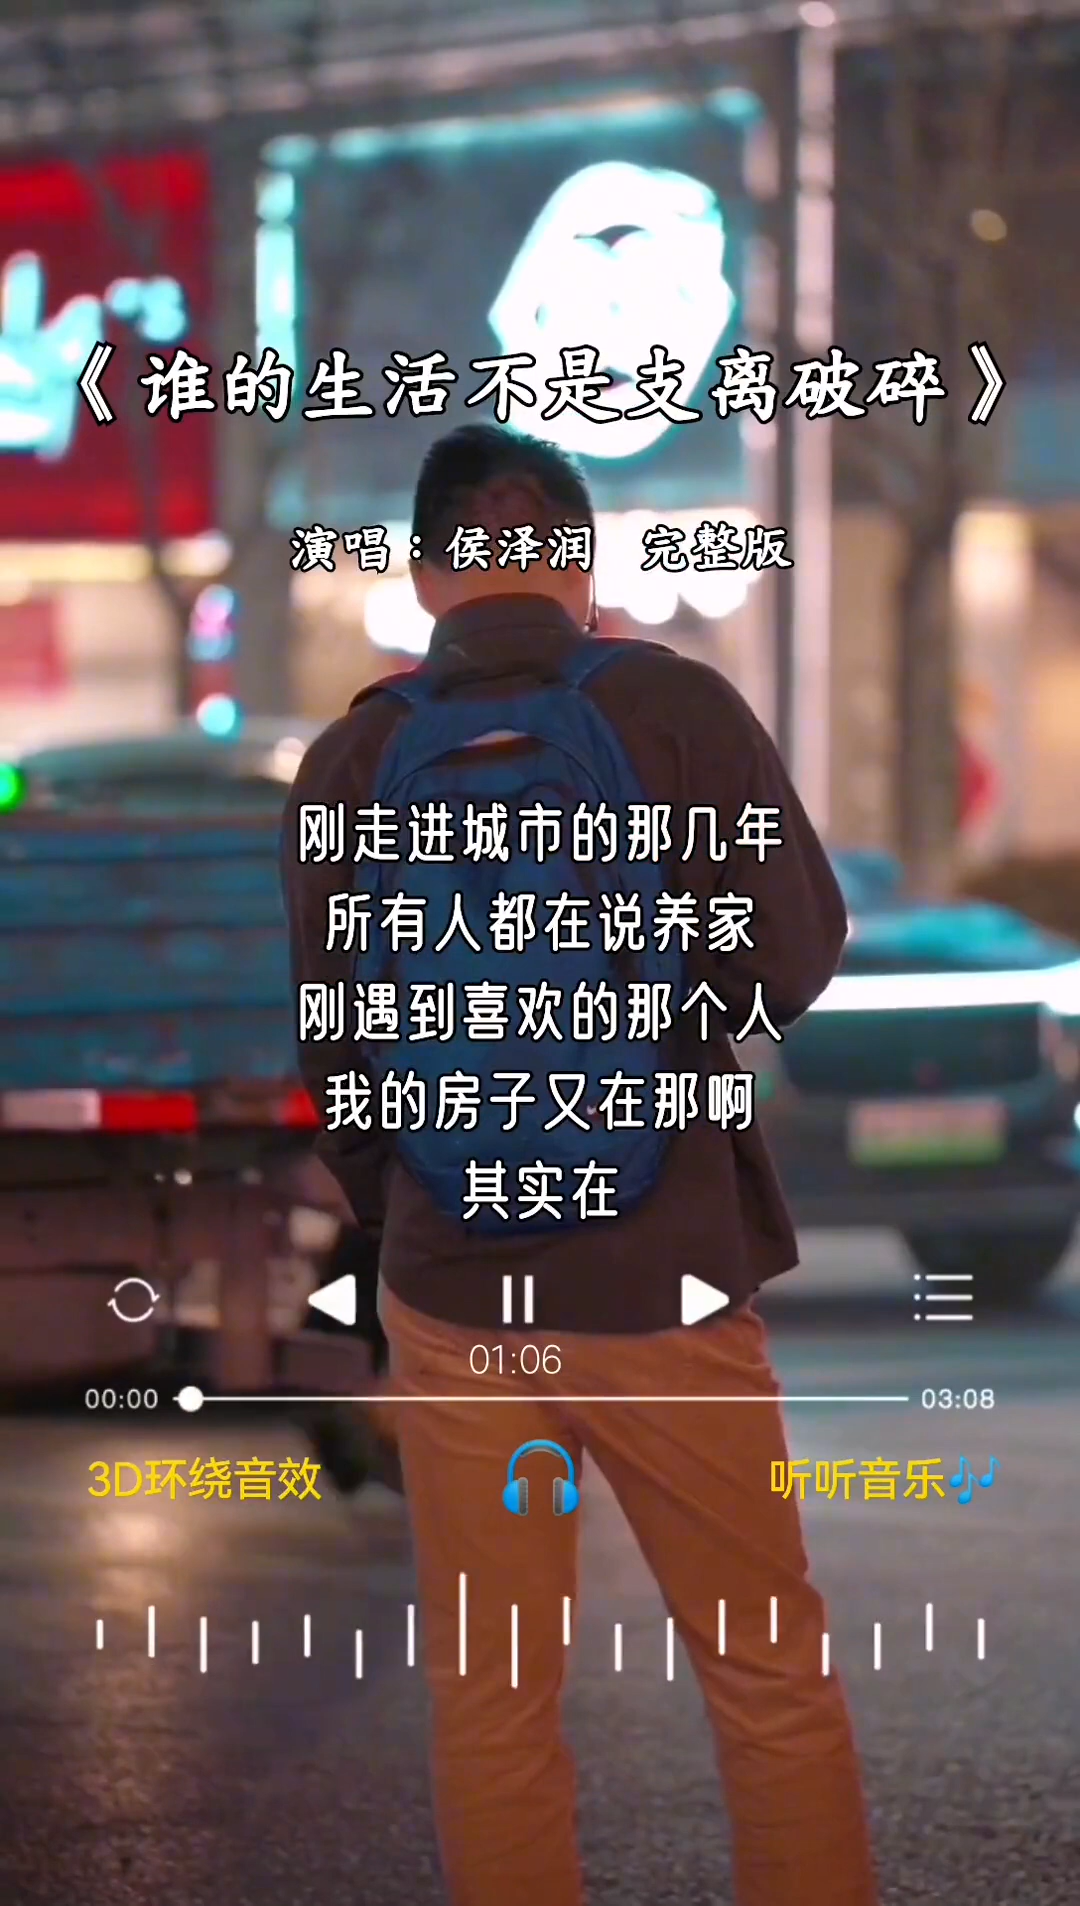 《谁的生活不是支离破碎》
演唱：侯泽润 完整版
刚走进城市的那几年
所有人都在说养家
刚遇到喜欢的那个人
我的房子又在那啊
其实在
01:06
00:00 03:08
3D环绕音效 听听音乐🎶